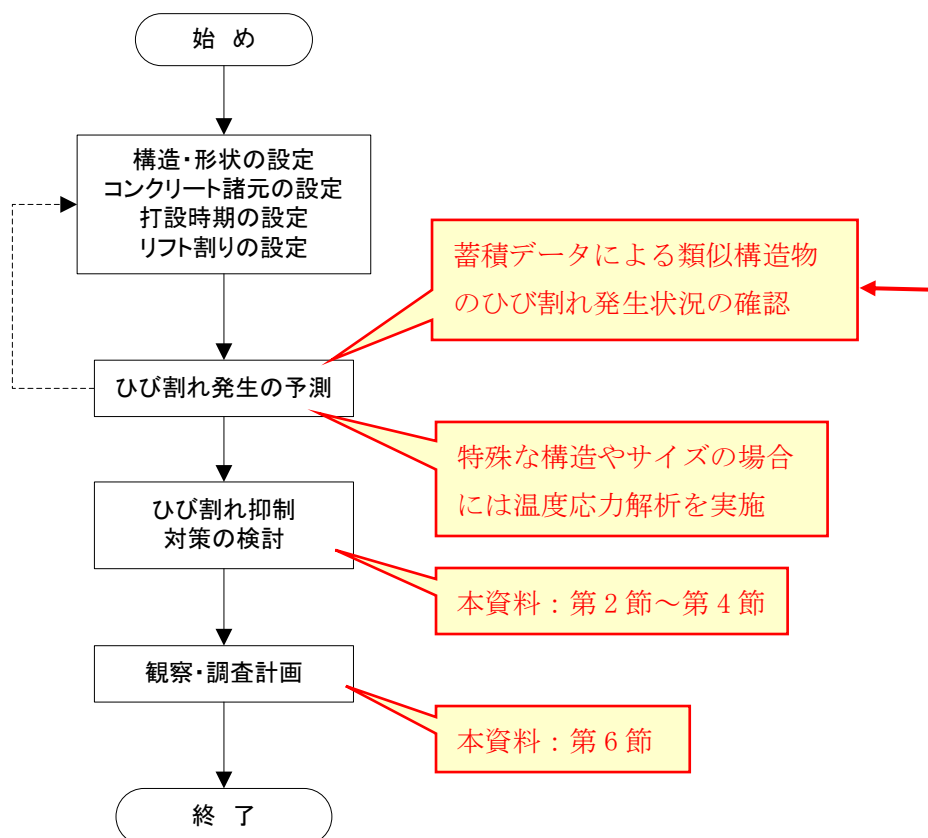 始 め
構造・形状の設定
コンクリート諸元の設定
打設時期の設定
リフト割りの設定
蓄積データによる類似構造物
のひび割れ発生状況の確認
ひび割れ発生の予測
特殊な構造やサイズの場合
には温度応力解析を実施
ひび割れ抑制
対策の検討
本資料：第２節～第４節
観察・調査計画
本資料：第６節
終 了